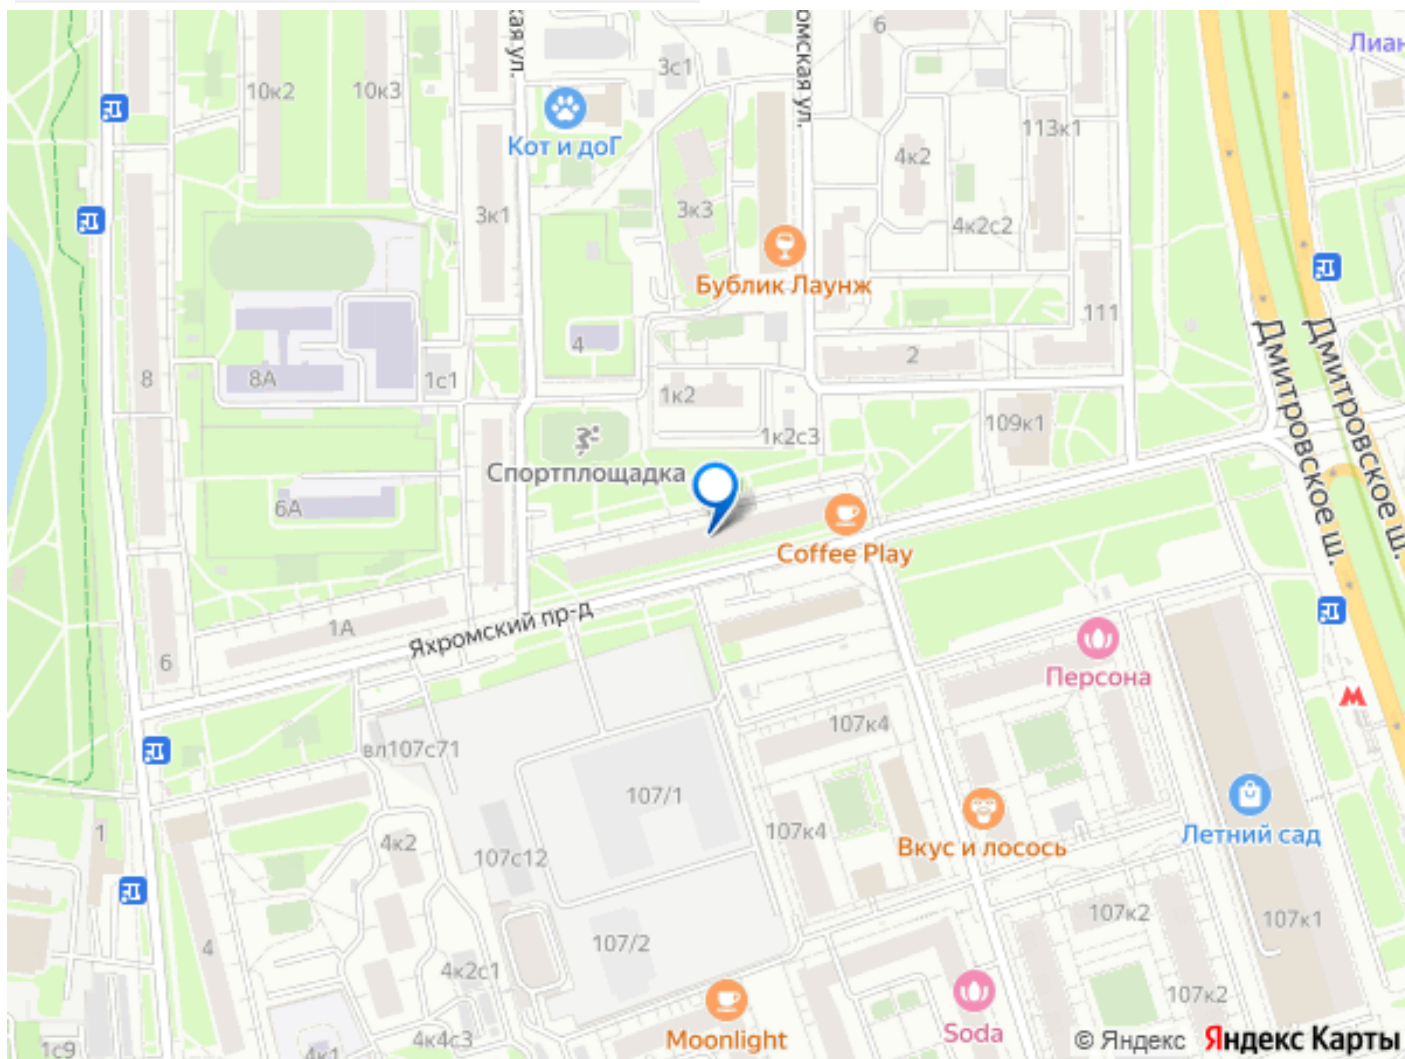 кая ул.
омская ул.
6
Лиан
3с1
10к2
10к3
113к1
Кот и доГ
4к2
3к1
3к3
4к2с2
Бублик Лаунж
111
Дмитровское ш.
Дмитровское ш.
4
2
8
8А
1с1
1к2
109к1
1к2с3
Спортплощадка
6А
Coffee Play
Яхромский пр-д
1А
6
Персона
107к4
вл107с71
107/1
Летний сад
1
4к2
107с12
107к4
Вкус и лосось
107к2
107к1
4
107/2
4к2с1
107к2
Moonlight
Soda
4к4с3
4к1
1с9
© Яндекс Яндекс Карты